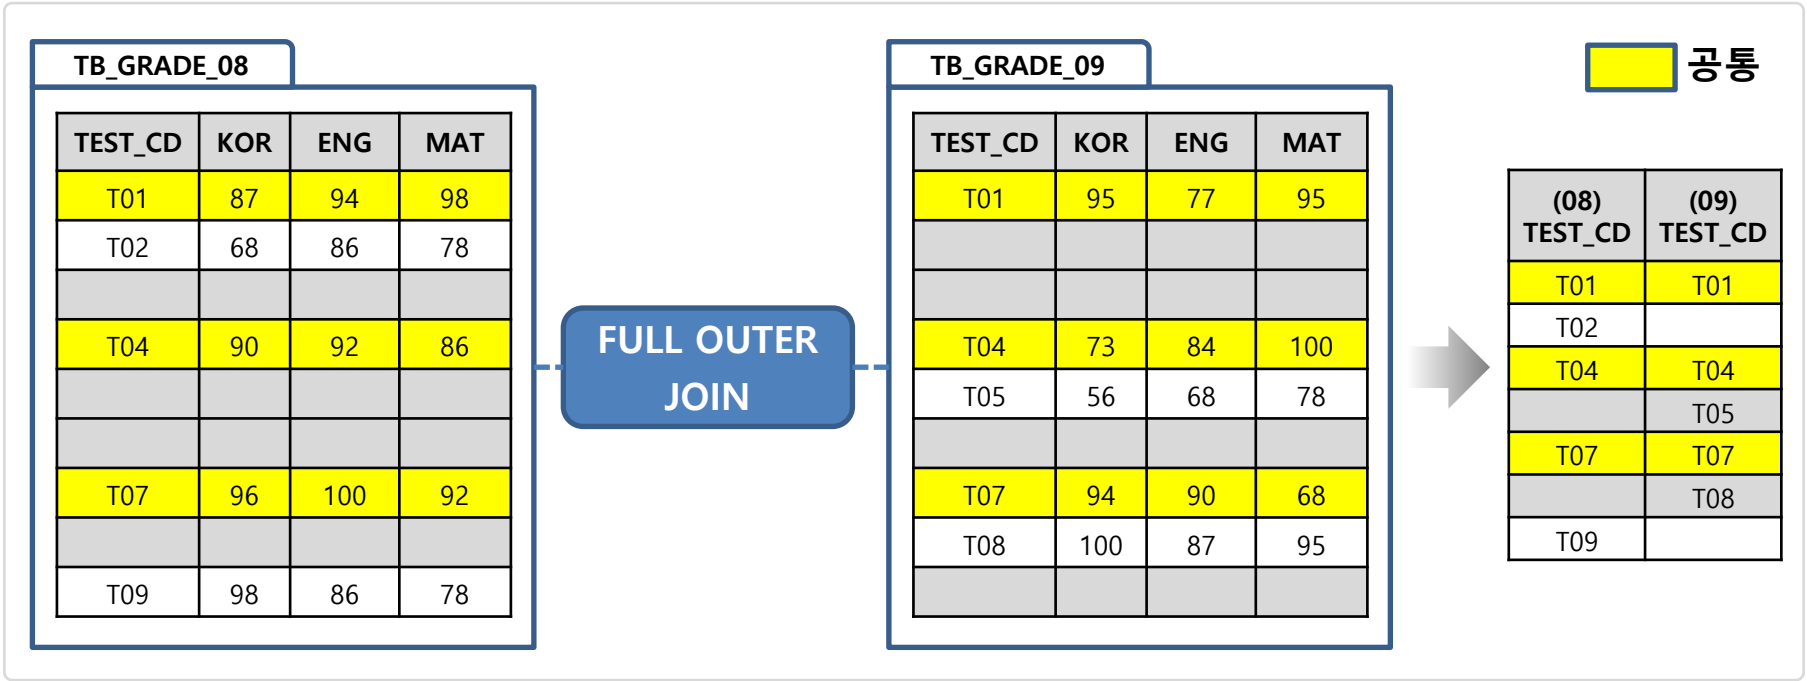 TB_GRADE_08
TEST_CD KOR ENG MAT
T01 87 94 98
T02 68 86 78
T04 90 92 86
T07 96 100 92
T09 98 86 78
FULL OUTER
JOIN
TB_GRADE_09
TEST_CD KOR ENG MAT
T01 95 77 95
T04 73 84 100
T05 56 68 78
T07 94 90 68
T08 100 87 95
공통
(08) (09)
TEST_CD TEST_CD
T01 T01
T02
T04 T04
T05
T07 T07
T08
T09